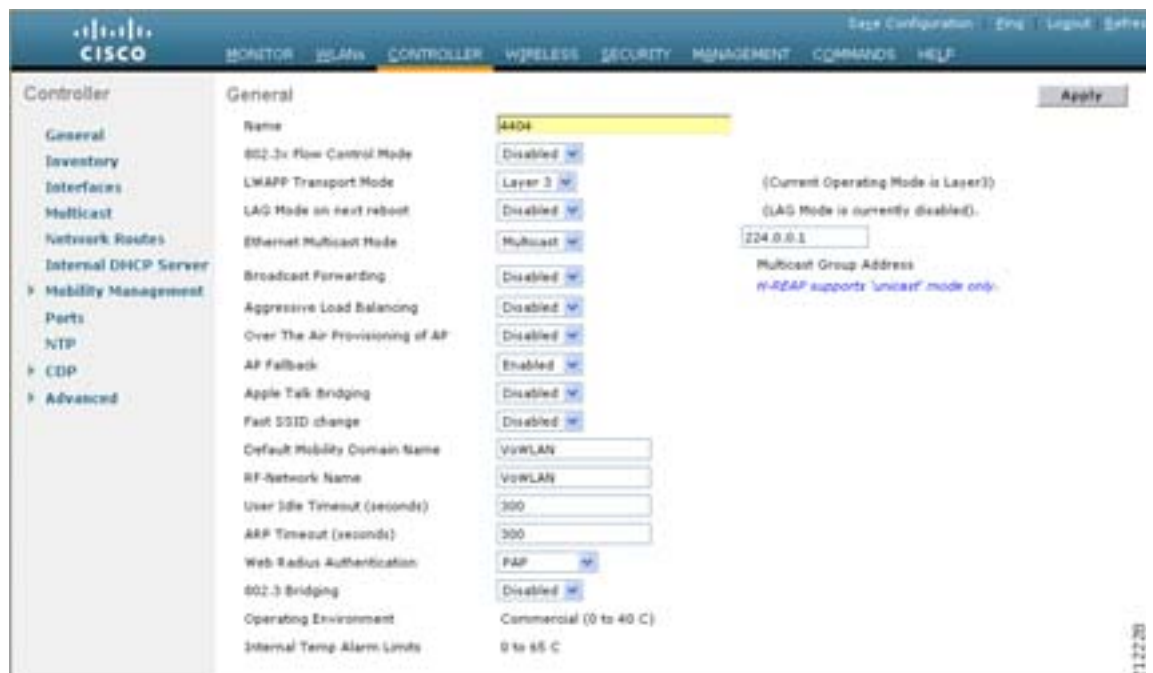 Save Configuration Ping Logout Refres
CISCO
MONITOR WLANs CONTROLLER WIRELESS SECURITY MANAGEMENT COMMANDS HELP
Controller
General
Inventory
Interfaces
Multicast
Network Routes
Internal DHCP Server
Mobility Management
Ports
NTP
CDP
Advanced
General
Apply
Name 4404
802.3x Flow Control Mode Disabled
LWAPP Transport Mode Layer 3 (Current Operating Mode is Layer3)
LAG Mode on next reboot Disabled (LAG Mode is currently disabled).
Ethernet Multicast Mode Multicast 224.0.0.1
Multicast Group Address
H-REAP supports 'unicast' mode only.
Broadcast Forwarding Disabled
Aggressive Load Balancing Disabled
Over The Air Provisioning of AP Disabled
AP Fallback Enabled
Apple Talk Bridging Disabled
Fast SSID change Disabled
Default Mobility Domain Name VoWLAN
RF-Network Name VoWLAN
User Idle Timeout (seconds) 300
ARP Timeout (seconds) 300
Web Radius Authentication PAP
802.3 Bridging Disabled
Operating Environment Commercial (0 to 40 C)
Internal Temp Alarm Limits 0 to 65 C
212228